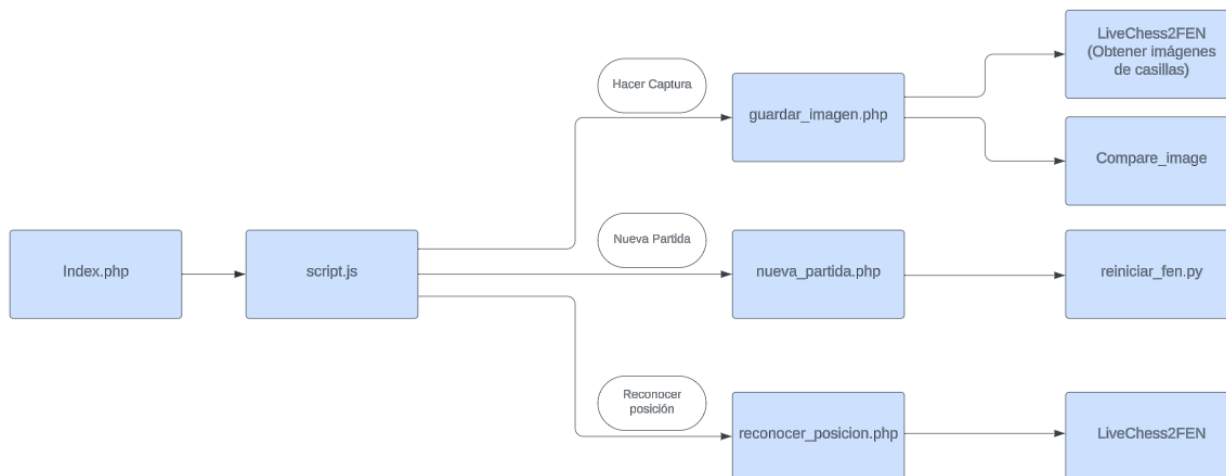 LiveChess2FEN
(Obtener imágenes
de casillas)
Hacer Captura
guardar_imagen.php
Compare_image
Nueva Partida
Index.php
script.js
nueva_partida.php
reiniciar_fen.py
Reconocer
posición
reconocer_posicion.php
LiveChess2FEN